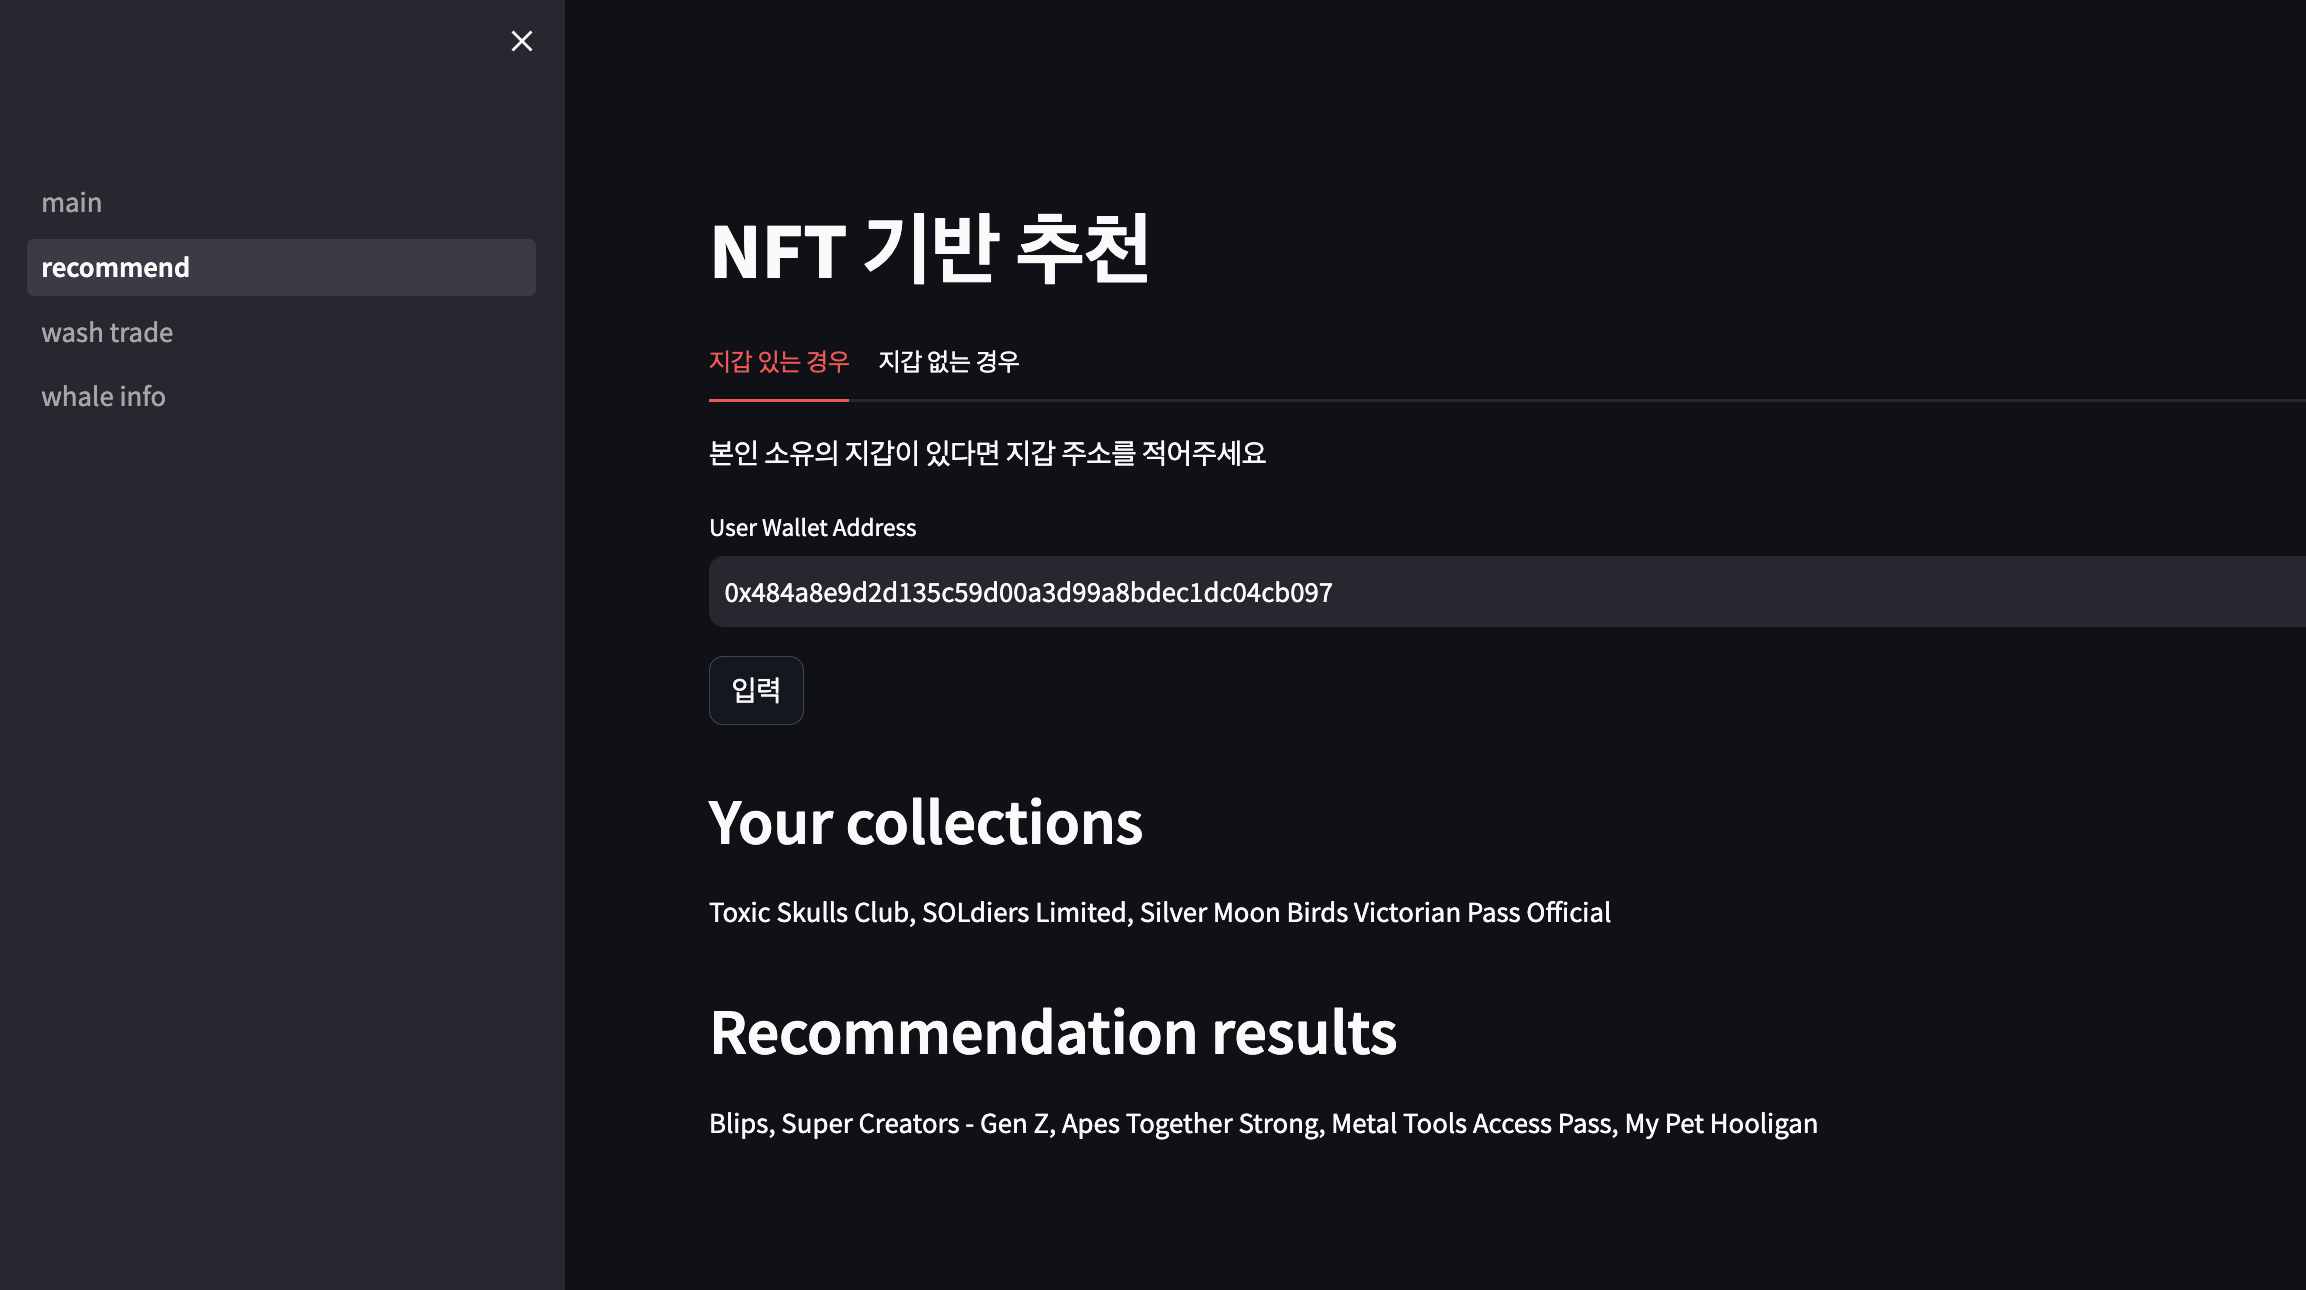 main
recommend
wash trade
whale info
NFT 기반 추천
지갑 있는 경우 지갑 없는 경우
본인 소유의 지갑이 있다면 지갑 주소를 적어주세요
User Wallet Address
0x484a8e9d2d135c59d00a3d99a8bdec1dc04cb097
입력
Your collections
Toxic Skulls Club, SOLdiers Limited, Silver Moon Birds Victorian Pass Official
Recommendation results
Blips, Super Creators - Gen Z, Apes Together Strong, Metal Tools Access Pass, My Pet Hooligan